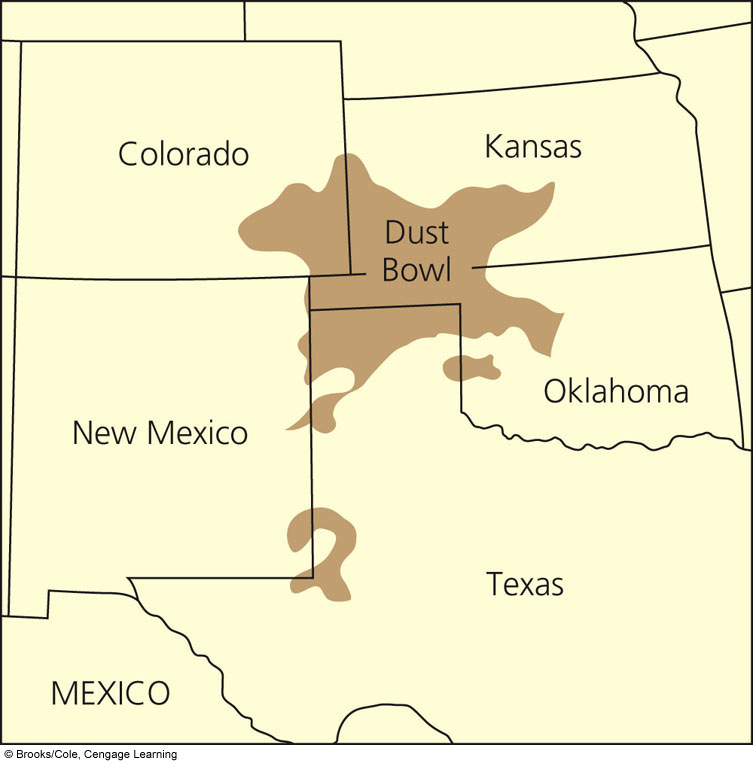 Colorado
Kansas
Dust
Bowl
Oklahoma
New Mexico
Texas
MEXICO
© Brooks/Cole, Cengage Learning